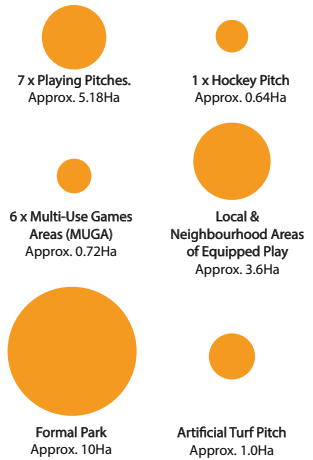 7 x Playing Pitches.
Approx. 5.18Ha
1 x Hockey Pitch
Approx. 0.64Ha
6 x Multi-Use Games
Areas (MUGA)
Approx. 0.72Ha
Local &
Neighbourhood Areas
of Equipped Play
Approx. 3.6Ha
Formal Park
Approx. 10Ha
Artificial Turf Pitch
Approx. 1.0Ha